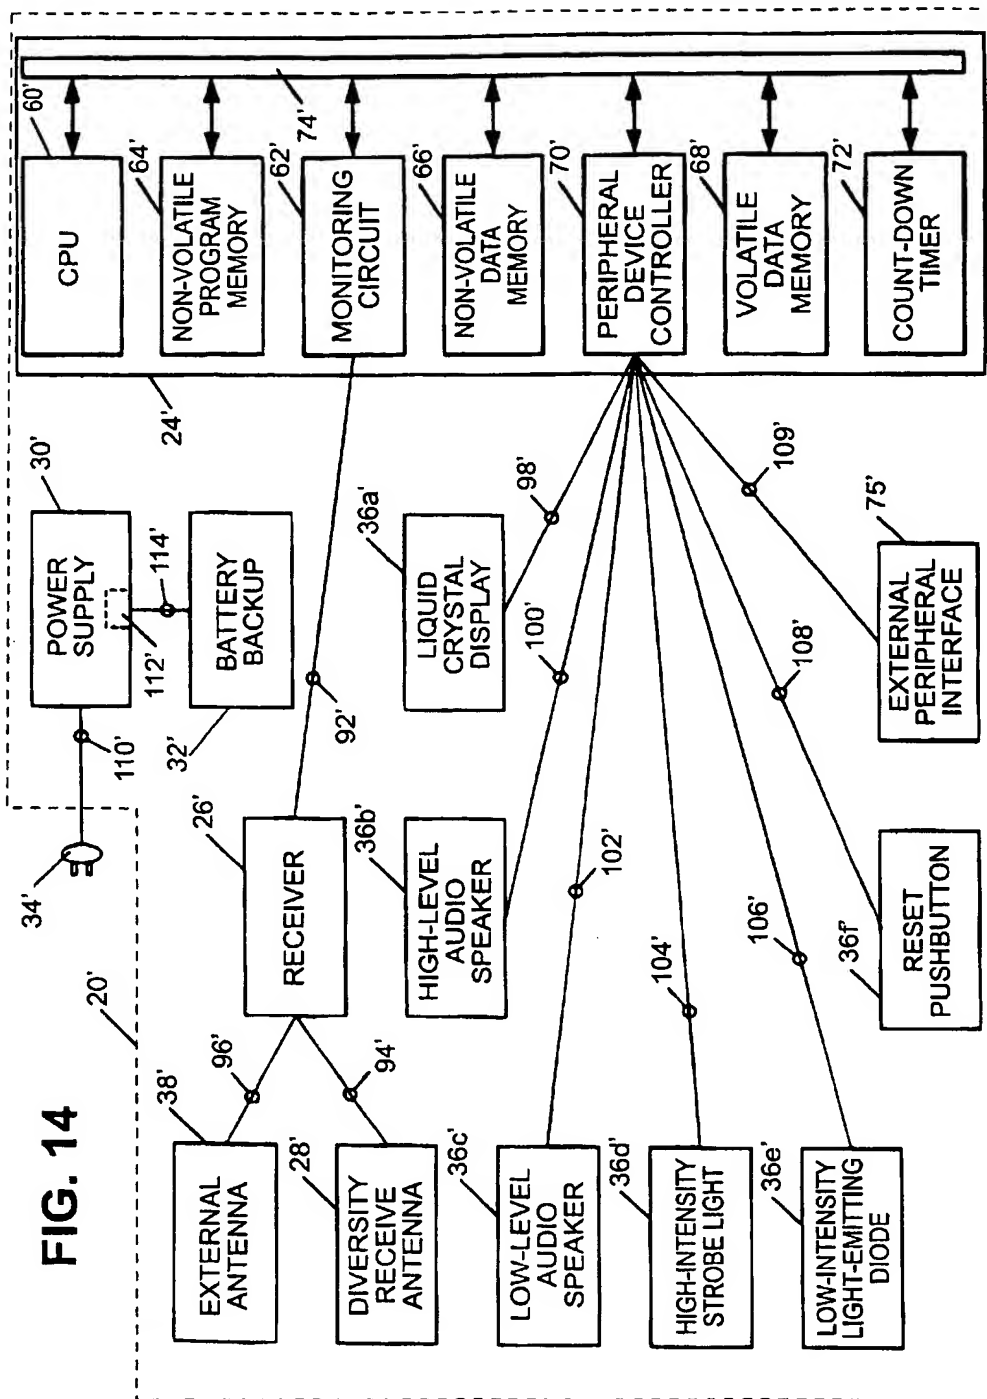 FIG. 14
20'
34'
110'
POWER
SUPPLY
30'
112'
114'
BATTERY
BACKUP
32'
24'
CPU
60'
NON-VOLATILE
PROGRAM
MEMORY
64'
MONITORING
CIRCUIT
62'
74'
NON-VOLATILE
DATA
MEMORY
66'
PERIPHERAL
DEVICE
CONTROLLER
70'
VOLATILE
DATA
MEMORY
68'
COUNT-DOWN
TIMER
72'
EXTERNAL
ANTENNA
38'
96'
DIVERSITY
RECEIVE
ANTENNA
28'
94'
RECEIVER
26'
92'
LIQUID
CRYSTAL
DISPLAY
36a'
98'
HIGH-LEVEL
AUDIO
SPEAKER
36b'
100'
LOW-LEVEL
AUDIO
SPEAKER
36c'
102'
HIGH-INTENSITY
STROBE LIGHT
36d'
104'
LOW-INTENSITY
LIGHT-EMITTING
DIODE
36e'
106'
RESET
PUSHBUTTON
36f'
108'
EXTERNAL
PERIPHERAL
INTERFACE
75'
109'